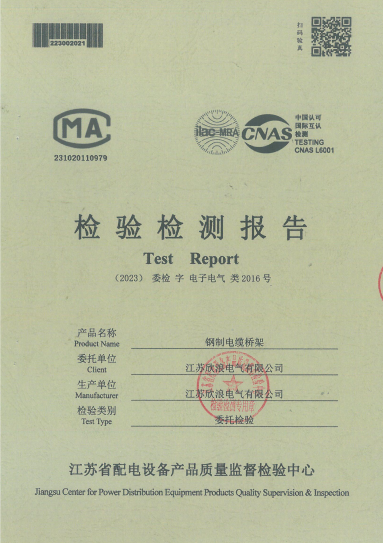 223002021
扫码验真
CMA
231020110979
ilac-MRA
CNAS
中国认可
国际互认
检测
TESTING
CNAS L6001
检验检测报告
Test Report
（2023） 委检 字 电子电气 类2016号
产品名称
Product Name
钢制电缆桥架
委托单位
Client
江苏欣浪电气有限公司
生产单位
Manufacturer
江苏欣浪电气有限公司
检验类别
Test Type
委托检验
江苏省配电设备产品质量监督检验中心
Jiangsu Center for Power Distribution Equipment Products Quality Supervision & Inspection